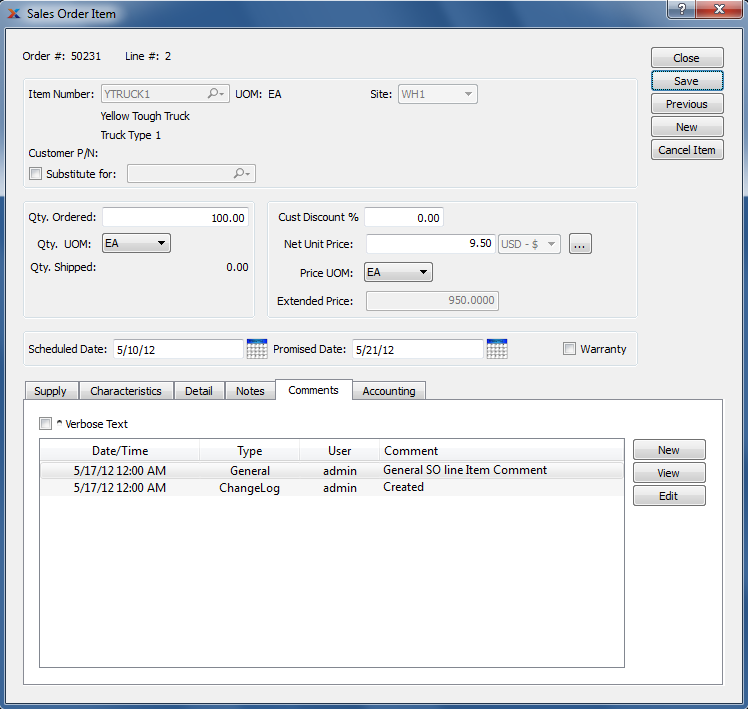 Sales Order Item
?
Order #: 50231 Line #: 2
Close
Save
Previous
New
Cancel Item
Item Number: YTRUCK1 UOM: EA Site: WH1
Yellow Tough Truck
Truck Type 1
Customer P/N:
Substitute for:
Qty. Ordered: 100.00
Qty. UOM: EA
Qty. Shipped: 0.00
Cust Discount % 0.00
Net Unit Price: 9.50 USD - $ ...
Price UOM: EA
Extended Price: 950.0000
Scheduled Date: 5/10/12 Promised Date: 5/21/12 Warranty
Supply Characteristics Detail Notes Comments Accounting
^ Verbose Text
Date/Time Type User Comment
5/17/12 12:00 AM General admin General SO line Item Comment
5/17/12 12:00 AM ChangeLog admin Created
New
View
Edit